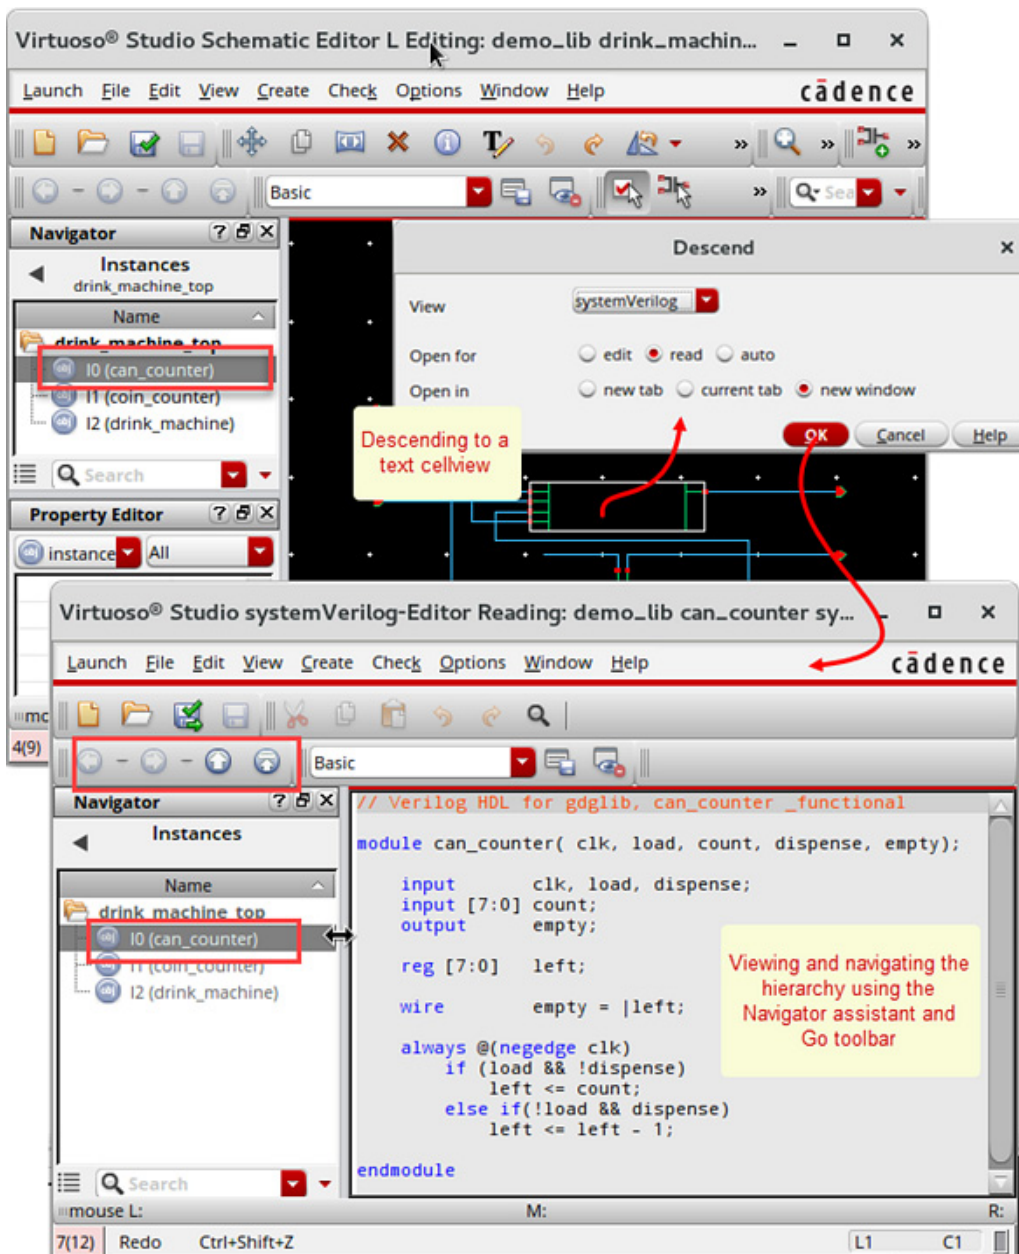 Virtuoso® Studio Schematic Editor L Editing: demo_lib drink_machin...
Launch File Edit View Create Check Options Window Help
cādence
Basic
Navigator
Instances
drink_machine_top
Name
drink_machine_top
I0 (can_counter)
I1 (coin_counter)
I2 (drink_machine)
Search
Property Editor
instance All
4(9)
Descend
View systemVerilog
Open for edit read auto
Open in new tab current tab new window
OK Cancel Help
Descending to a
text cellview
Virtuoso® Studio systemVerilog-Editor Reading: demo_lib can_counter sy...
Launch File Edit View Create Check Options Window Help
cādence
Basic
Navigator
Instances
Name
drink_machine_top
I0 (can_counter)
I1 (coin_counter)
I2 (drink_machine)
Search
// Verilog HDL for gdglib, can_counter _functional
module can_counter( clk, load, count, dispense, empty);
input clk, load, dispense;
input [7:0] count;
output empty;
reg [7:0] left;
wire empty = |left;
always @(negedge clk)
if (load && !dispense)
left <= count;
else if(!load && dispense)
left <= left - 1;
endmodule
Viewing and navigating the
hierarchy using the
Navigator assistant and
Go toolbar
mouse L: M: R:
7(12) Redo Ctrl+Shift+Z L1 C1